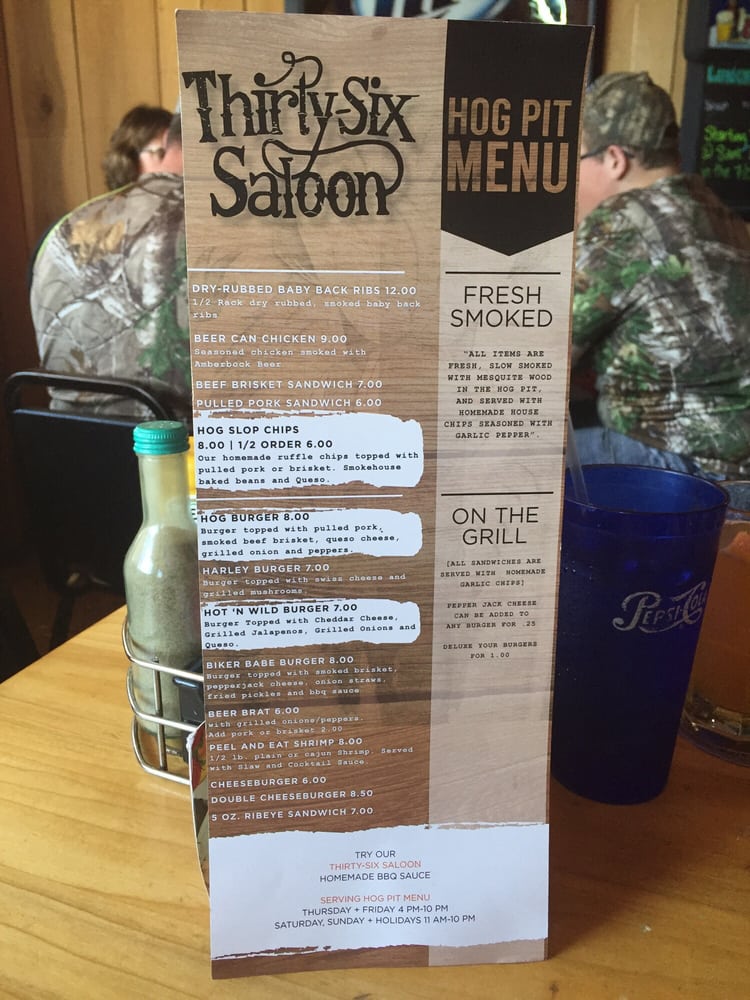 Thirty-Six
Saloon
HOG PIT
MENU
DRY-RUBBED BABY BACK RIBS 12.00
1/2 Rack dry rubbed, smoked baby back
ribs
BEER CAN CHICKEN 9.00
Seasoned chicken smoked with
Amberbock Beer
BEEF BRISKET SANDWICH 7.00
PULLED PORK SANDWICH 6.00
HOG SLOP CHIPS
8.00 | 1/2 ORDER 6.00
Our homemade ruffle chips topped with
pulled pork or brisket. Smokehouse
baked beans and Queso.
HOG BURGER 8.00
Burger topped with pulled pork,
smoked beef brisket, queso cheese,
grilled onion and peppers.
HARLEY BURGER 7.00
Burger topped with swiss cheese and
grilled mushrooms.
HOT 'N WILD BURGER 7.00
Burger Topped with Cheddar Cheese,
Grilled Jalapenos, Grilled Onions and
Queso.
BIKER BABE BURGER 8.00
Burger topped with smoked brisket,
pepperjack cheese, onion straws,
fried pickles and bbq sauce
BEER BRAT 6.00
with grilled onions/peppers.
Add pork or brisket 2.00
PEEL AND EAT SHRIMP 8.00
1/2 lb. plain or cajun Shrimp. Served
with Slaw and Cocktail Sauce.
CHEESEBURGER 6.00
DOUBLE CHEESEBURGER 8.50
5 OZ. RIBEYE SANDWICH 7.00
FRESH
SMOKED
"ALL ITEMS ARE
FRESH, SLOW SMOKED
WITH MESQUITE WOOD
IN THE HOG PIT,
AND SERVED WITH
HOMEMADE HOUSE
CHIPS SEASONED WITH
GARLIC PEPPER".
ON THE
GRILL
[ALL SANDWICHES ARE
SERVED WITH HOMEMADE
GARLIC CHIPS]
PEPPER JACK CHEESE
CAN BE ADDED TO
ANY BURGER FOR .25
DELUXE YOUR BURGERS
FOR 1.00
TRY OUR
THIRTY-SIX SALOON
HOMEMADE BBQ SAUCE
SERVING HOG PIT MENU
THURSDAY + FRIDAY 4 PM-10 PM
SATURDAY, SUNDAY + HOLIDAYS 11 AM-10 PM
PEPSI-COLA
Starting